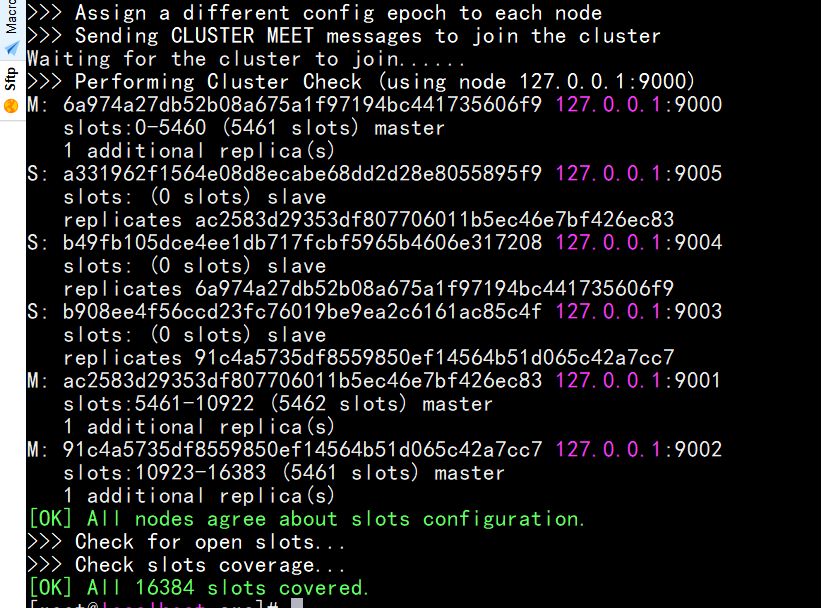 Macro
Sftp
>>> Assign a different config epoch to each node
>>> Sending CLUSTER MEET messages to join the cluster
Waiting for the cluster to join......
>>> Performing Cluster Check (using node 127.0.0.1:9000)
M: 6a974a27db52b08a675a1f97194bc441735606f9 127.0.0.1:9000
slots:0-5460 (5461 slots) master
1 additional replica(s)
S: a331962f1564e08d8ecabe68dd2d28e8055895f9 127.0.0.1:9005
slots: (0 slots) slave
replicates ac2583d29353df807706011b5ec46e7bf426ec83
S: b49fb105dce4ee1db717fcbf5965b4606e317208 127.0.0.1:9004
slots: (0 slots) slave
replicates 6a974a27db52b08a675a1f97194bc441735606f9
S: b908ee4f56ccd23fc76019be9ea2c6161ac85c4f 127.0.0.1:9003
slots: (0 slots) slave
replicates 91c4a5735df8559850ef14564b51d065c42a7cc7
M: ac2583d29353df807706011b5ec46e7bf426ec83 127.0.0.1:9001
slots:5461-10922 (5462 slots) master
1 additional replica(s)
M: 91c4a5735df8559850ef14564b51d065c42a7cc7 127.0.0.1:9002
slots:10923-16383 (5461 slots) master
1 additional replica(s)
[OK] All nodes agree about slots configuration.
>>> Check for open slots...
>>> Check slots coverage...
[OK] All 16384 slots covered.